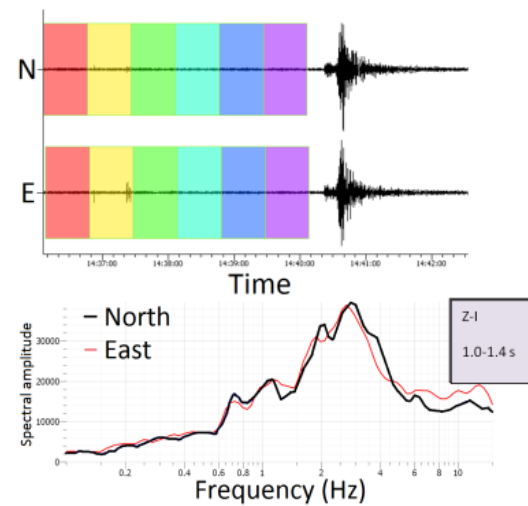 N
E
14:37:00 14:38:00 14:39:00 14:40:00 14:41:00 14:42:00
Time
North
East
Z-I
1.0-1.4 s
Spectral amplitude
30000
20000
10000
0
0.2 0.4 0.6 0.8 1 2 4 6 8 10
Frequency (Hz)